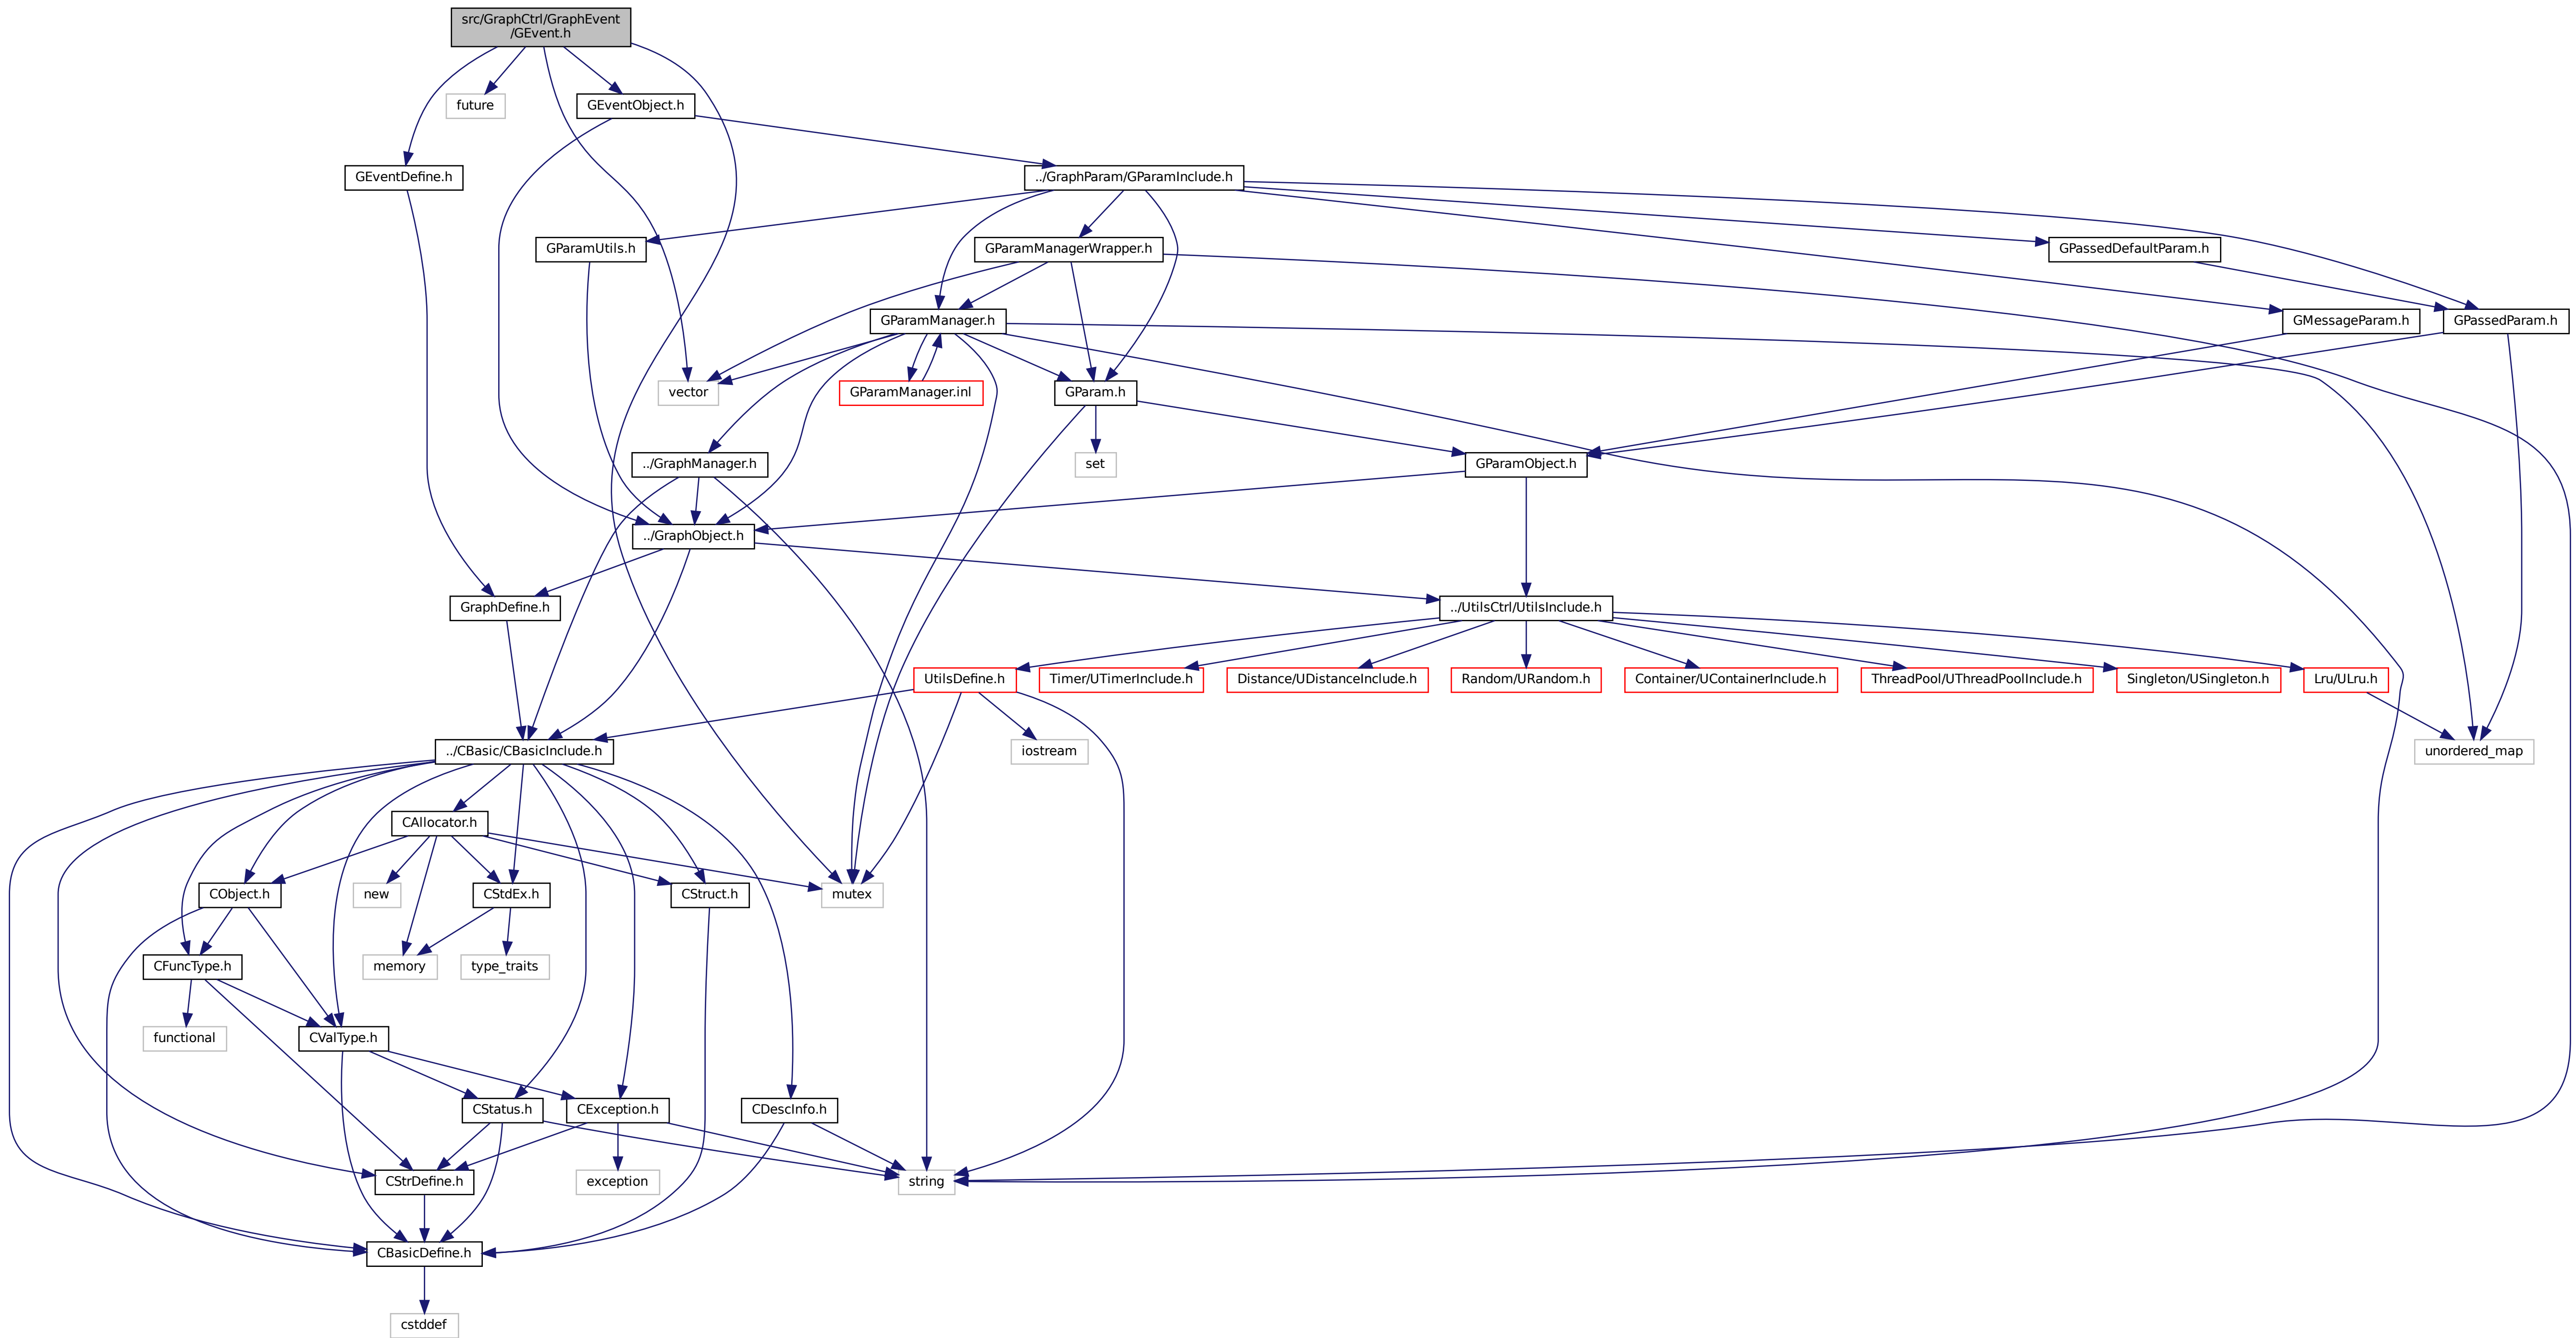 src/GraphCtrl/GraphEvent
/GEvent.h
future
GEventObject.h
GEventDefine.h
../GraphParam/GParamInclude.h
GParamUtils.h
GParamManagerWrapper.h
GPassedDefaultParam.h
GParamManager.h
GMessageParam.h
GPassedParam.h
vector
GParamManager.inl
GParam.h
../GraphManager.h
set
GParamObject.h
../GraphObject.h
GraphDefine.h
../UtilsCtrl/UtilsInclude.h
UtilsDefine.h
Timer/UTimerInclude.h
Distance/UDistanceInclude.h
Random/URandom.h
Container/UContainerInclude.h
ThreadPool/UThreadPoolInclude.h
Singleton/USingleton.h
Lru/ULru.h
../CBasic/CBasicInclude.h
iostream
unordered_map
CAllocator.h
CObject.h
new
CStdEx.h
CStruct.h
mutex
CFuncType.h
memory
type_traits
functional
CValType.h
CStatus.h
CException.h
CDescInfo.h
CStrDefine.h
exception
string
CBasicDefine.h
cstddef